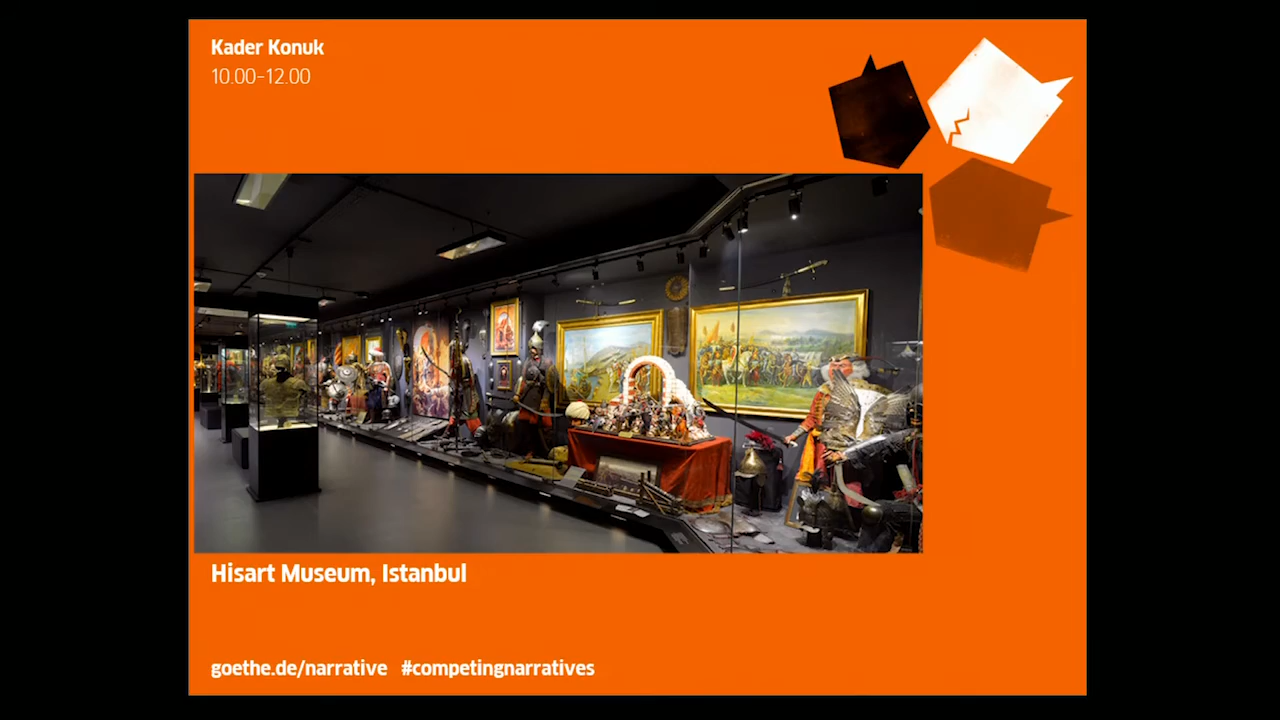 Kader Konuk
10.00-12.00
Hisart Museum, Istanbul
goethe.de/narrative #competingnarratives